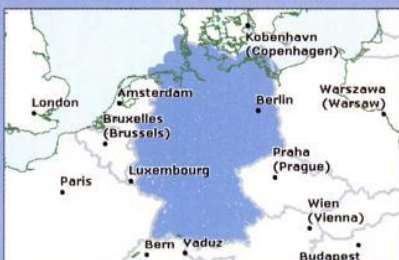 København
(Copenhagen)
London
Amsterdam
Berlin
Warszawa
(Warsaw)
Bruxelles
(Brussels)
Praha
(Prague)
Luxembourg
Paris
Wien
(Vienna)
Bern
Vaduz
Budapest